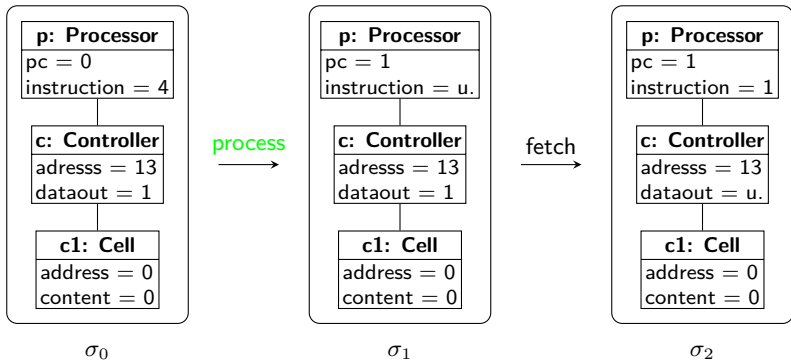 p: Processor
pc = 0
instruction = 4
c: Controller
adresss = 13
dataout = 1
c1: Cell
address = 0
content = 0
σ0
process
p: Processor
pc = 1
instruction = u.
c: Controller
adresss = 13
dataout = 1
c1: Cell
address = 0
content = 0
σ1
fetch
p: Processor
pc = 1
instruction = 1
c: Controller
adresss = 13
dataout = u.
c1: Cell
address = 0
content = 0
σ2